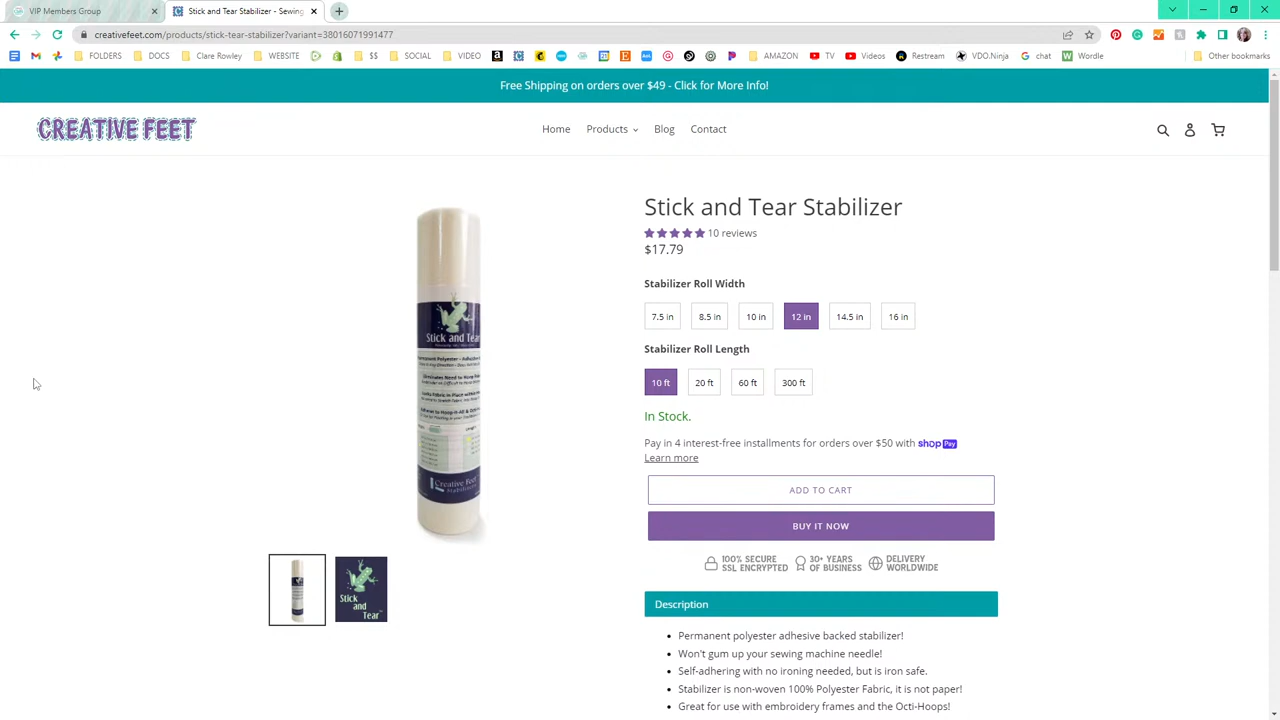 VIP Members Group
Stick and Tear Stabilizer - Sewing
creativefeet.com/products/stick-tear-stabilizer?variant=38016071991477
FOLDERS DOCS Clare Rowley WEBSITE $$ SOCIAL VIDEO AMAZON TV Videos Restream VDO.Ninja chat Wordle Other bookmarks
Free Shipping on orders over $49 - Click for More Info!
CREATIVE FEET
Home Products Blog Contact
Stick and Tear Stabilizer
10 reviews
$17.79
Stabilizer Roll Width
7.5 in 8.5 in 10 in 12 in 14.5 in 16 in
Stabilizer Roll Length
10 ft 20 ft 60 ft 300 ft
In Stock.
Pay in 4 interest-free installments for orders over $50 with shop Pay
Learn more
ADD TO CART
BUY IT NOW
100% SECURE
SSL ENCRYPTED
30+ YEARS
OF BUSINESS
DELIVERY
WORLDWIDE
Description
Permanent polyester adhesive backed stabilizer!
Won't gum up your sewing machine needle!
Self-adhering with no ironing needed, but is iron safe.
Stabilizer is non-woven 100% Polyester Fabric, it is not paper!
Great for use with embroidery frames and the Octi-Hoops!
Stick and Tear
Creative Feet
Stick
and
Tear